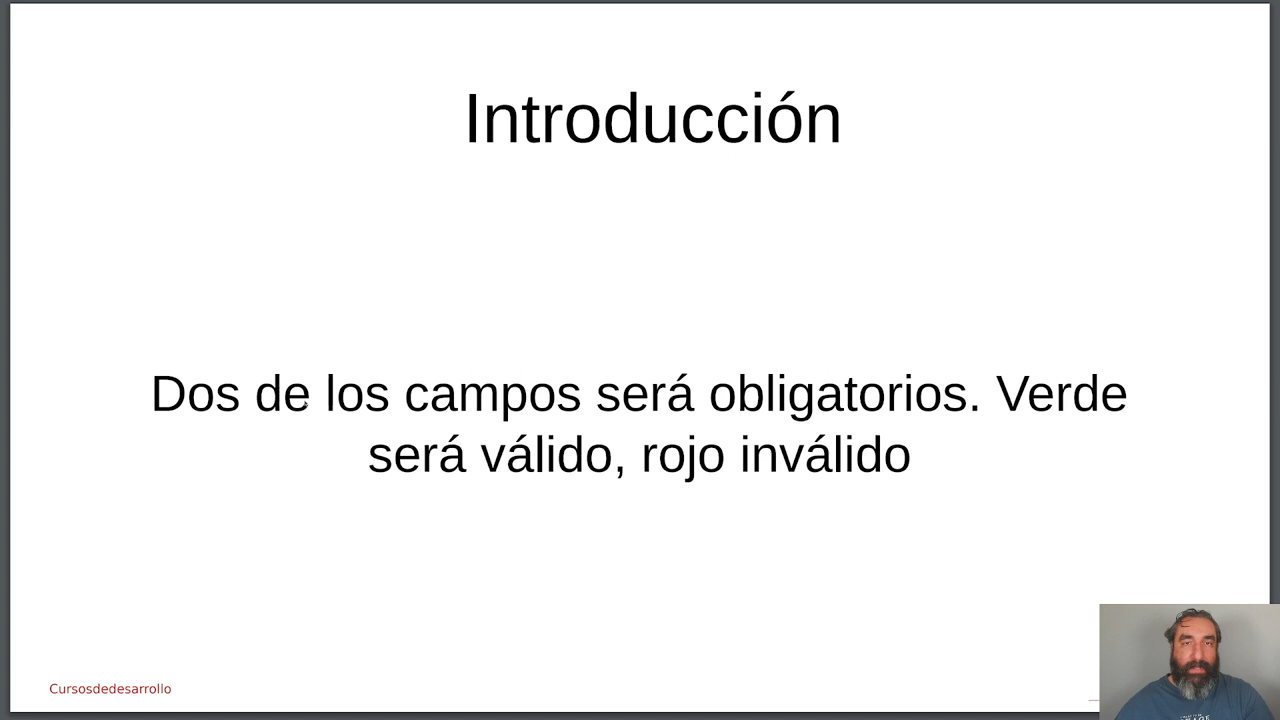 Introducción
Dos de los campos será obligatorios. Verde
será válido, rojo inválido
Cursosdedesarrollo